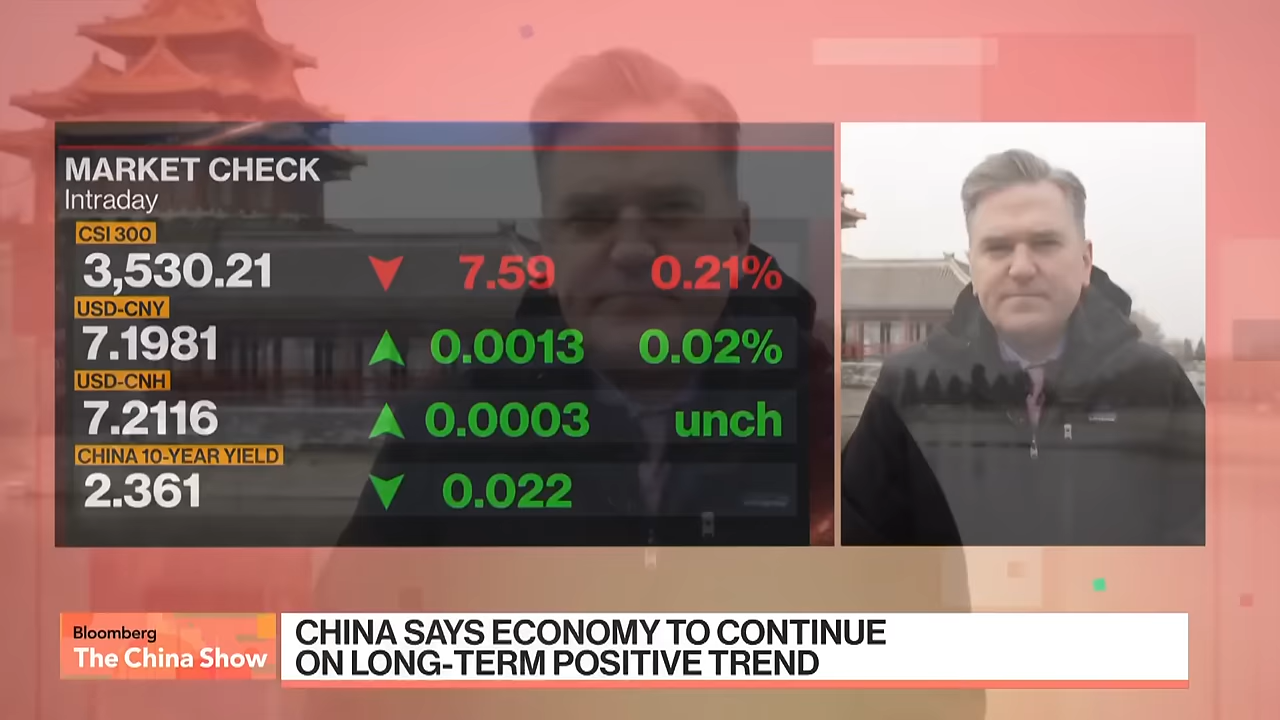 MARKET CHECK
Intraday
CSI 300
3,530.21 ▼ 7.59 0.21%
USD-CNY
7.1981 ▲ 0.0013 0.02%
USD-CNH
7.2116 ▲ 0.0003 unch
CHINA 10-YEAR YIELD
2.361 ▼ 0.022
Bloomberg
The China Show
CHINA SAYS ECONOMY TO CONTINUE
ON LONG-TERM POSITIVE TREND